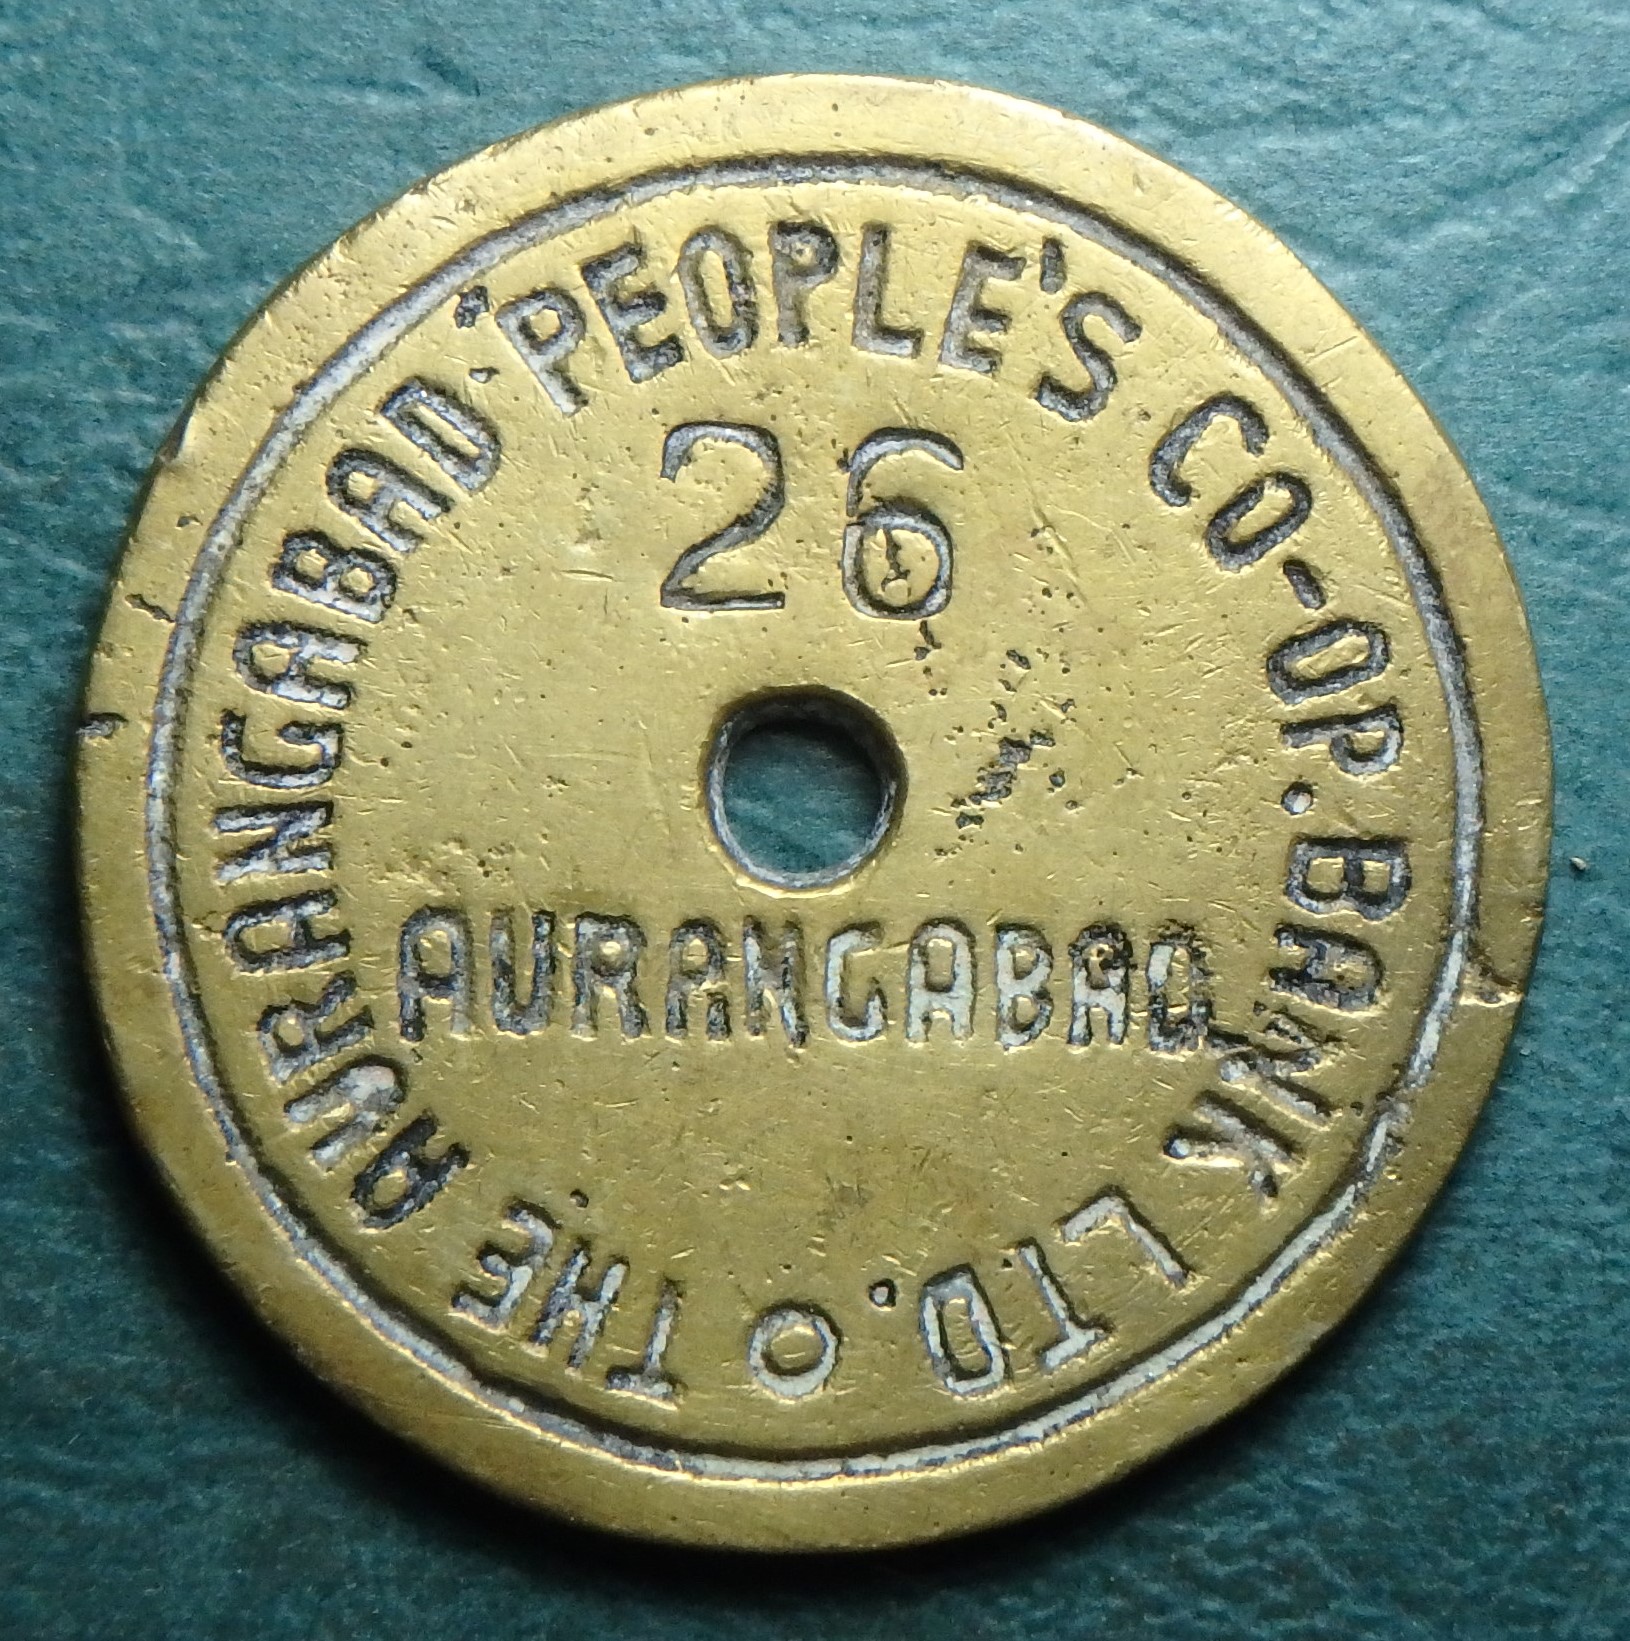 THE AURANGABAD PEOPLE'S CO-OP. BANK LTD.
26
AURANGABAD